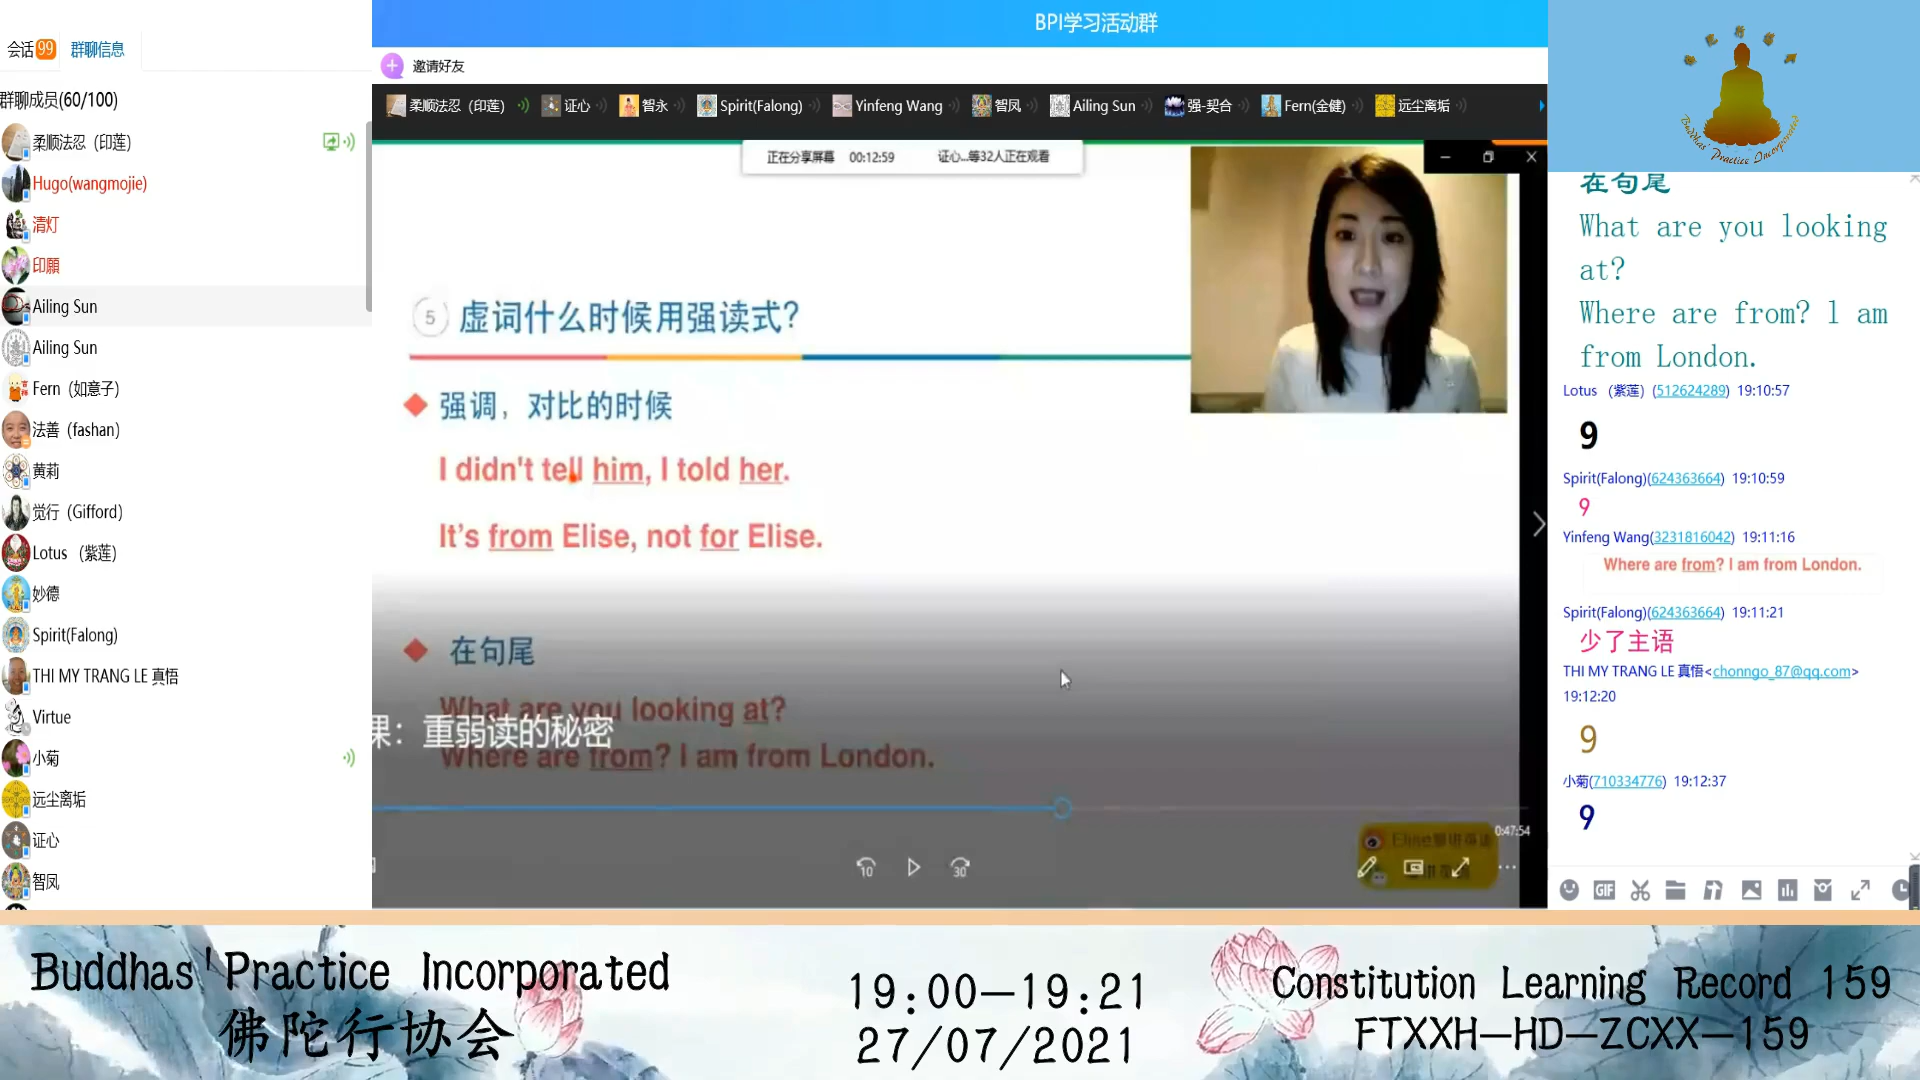 会话 99 群聊信息
群聊成员(60/100)
柔顺法忍（印莲）
Hugo(wangmojie)
清灯
印願
Ailing Sun
Ailing Sun
Fern（如意子）
法善（fashan）
黄莉
觉行（Gifford）
Lotus （紫莲）
妙德
Spirit(Falong)
THI MY TRANG LE 真悟
Virtue
小菊
远尘离垢
证心
智凤
BPI学习活动群
邀请好友
柔顺法忍（印莲） 证心 智永 Spirit(Falong) Yinfeng Wang 智凤 Ailing Sun 强-契合 Fern(金健) 远尘离垢
正在分享屏幕 00:12:59 证心...等32人正在观看
5 虚词什么时候用强读式?
强调，对比的时候
I didn't tell him, I told her.
It's from Elise, not for Elise.
在句尾
What are you looking at?
课：重弱读的秘密
Where are from? I am from London.
0:47:54
10 30
Buddhas' Practice Incorporated
在句尾
What are you looking
at?
Where are from? l am
from London.
Lotus （紫莲）(512624289) 19:10:57
9
Spirit(Falong)(624363664) 19:10:59
9
Yinfeng Wang(3231816042) 19:11:16
Where are from? I am from London.
Spirit(Falong)(624363664) 19:11:21
少了主语
THI MY TRANG LE 真悟<chonngo_87@qq.com>
19:12:20
9
小菊(710334776) 19:12:37
9
GIF
Buddhas' Practice Incorporated
佛陀行协会
19:00—19:21
27/07/2021
Constitution Learning Record 159
FTXXH—HD—ZCXX—159